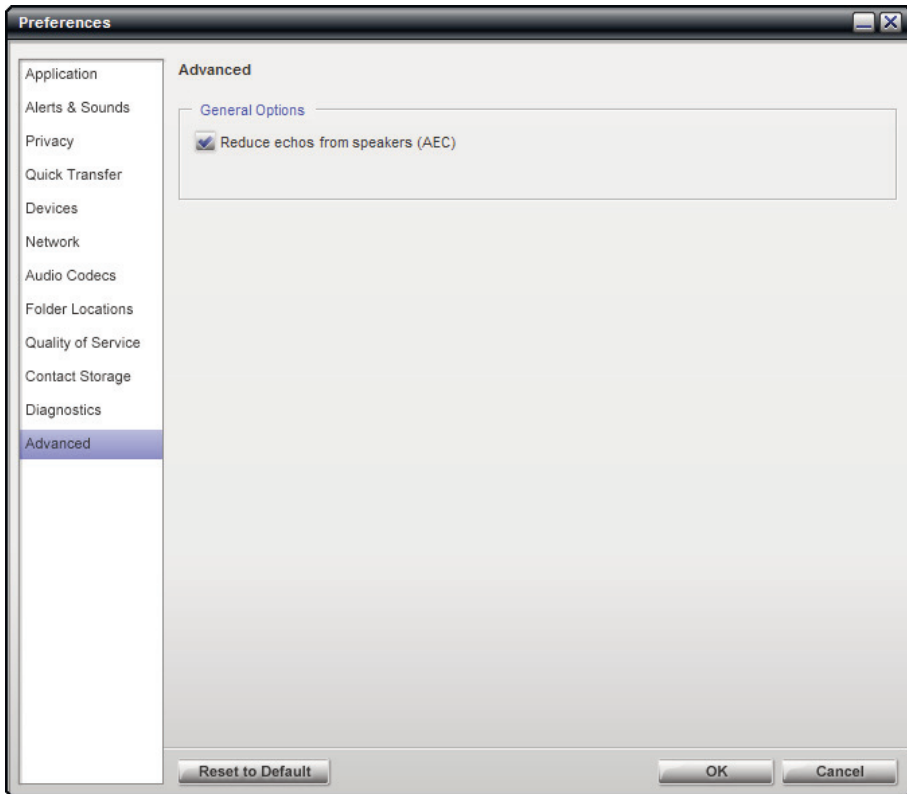 Preferences
Application
Alerts & Sounds
Privacy
Quick Transfer
Devices
Network
Audio Codecs
Folder Locations
Quality of Service
Contact Storage
Diagnostics
Advanced
Advanced
General Options
Reduce echos from speakers (AEC)
Reset to Default
OK
Cancel